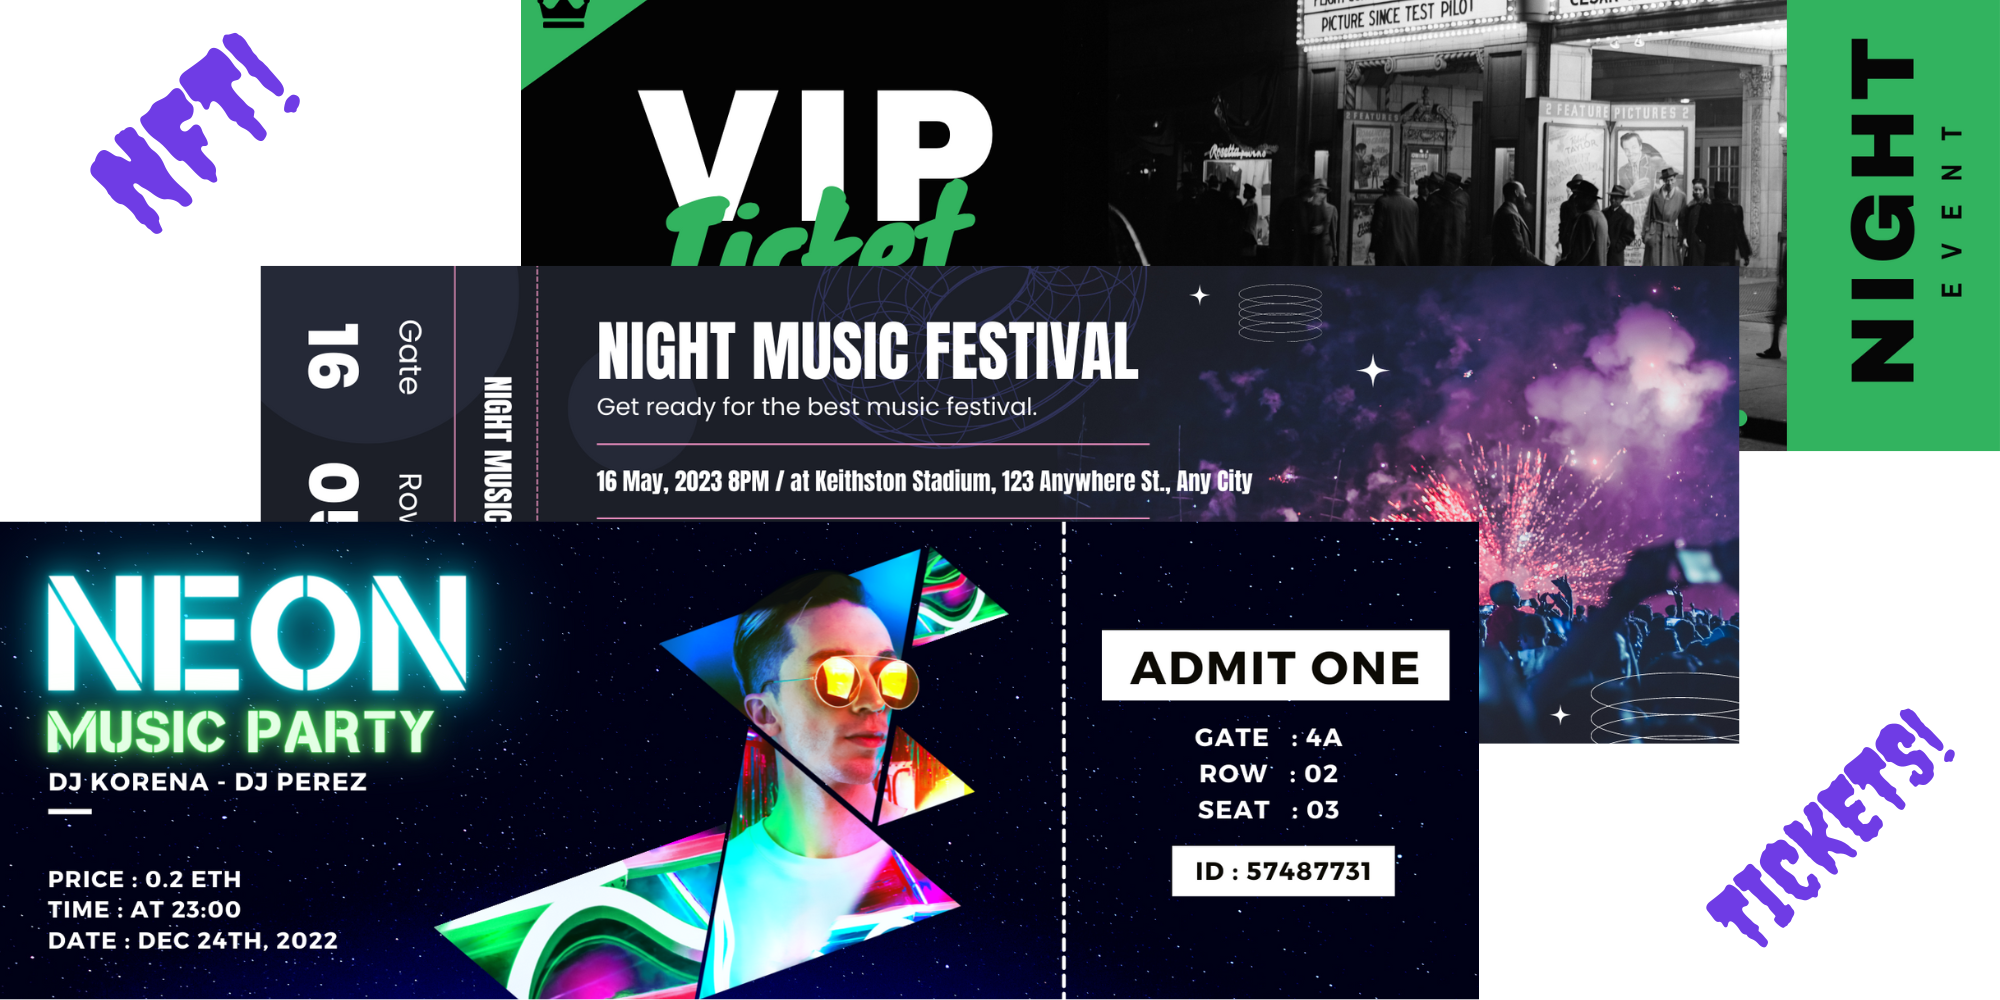 NFT!
PICTURE SINCE TEST PILOT
2 FEATURE PICTURES 2
VIP
Ticket
NIGHT
EVENT
16
Gate
NIGHT MUSIC
NIGHT MUSIC FESTIVAL
Get ready for the best music festival.
16 May, 2023 8PM / at Keithston Stadium, 123 Anywhere St., Any City
NEON
MUSIC PARTY
DJ KORENA - DJ PEREZ
PRICE : 0.2 ETH
TIME : AT 23:00
DATE : DEC 24TH, 2022
ADMIT ONE
GATE : 4A
ROW : 02
SEAT : 03
ID : 57487731
TICKETS!